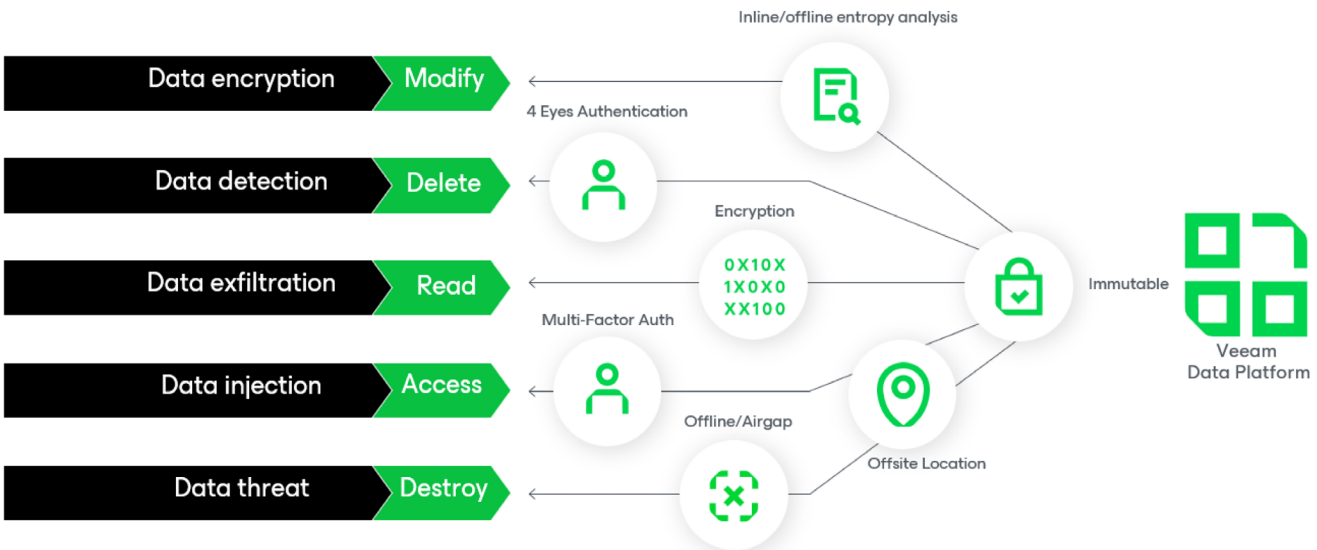 Inline/offline entropy analysis
Data encryption
Modify
4 Eyes Authentication
Data detection
Delete
Encryption
0X10X
1X0X0
XX100
Data exfiltration
Read
Immutable
Multi-Factor Auth
Veeam
Data Platform
Data injection
Access
Offline/Airgap
Offsite Location
Data threat
Destroy